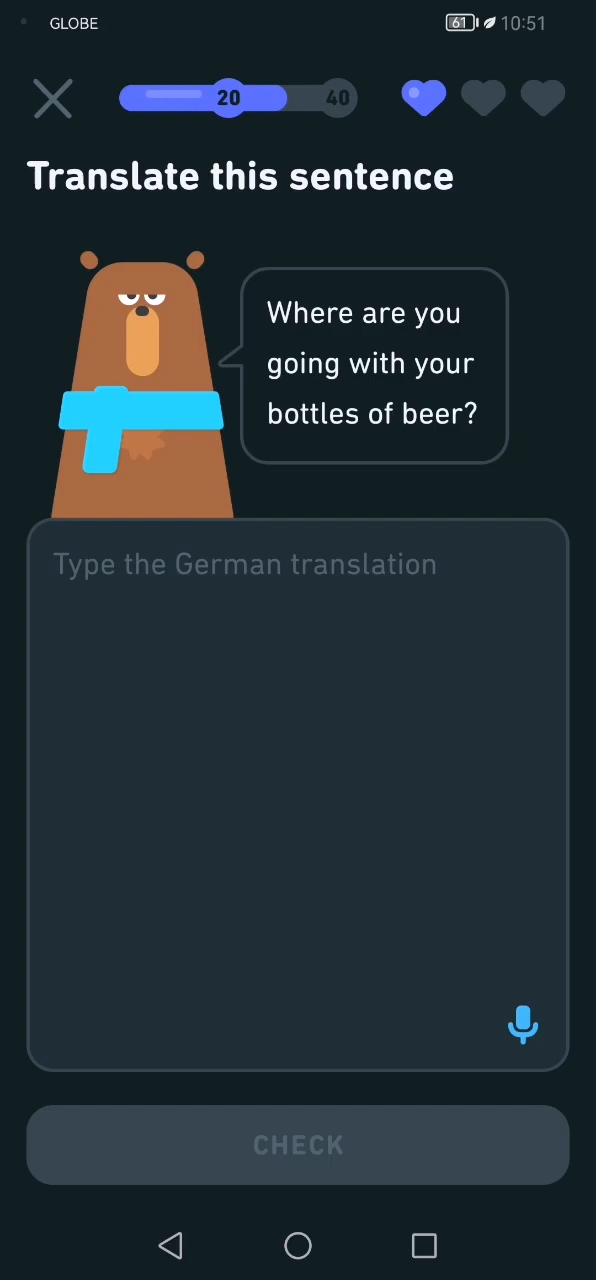 GLOBE
61 10:51
20 40
Translate this sentence
Where are you
going with your
bottles of beer?
Type the German translation
CHECK